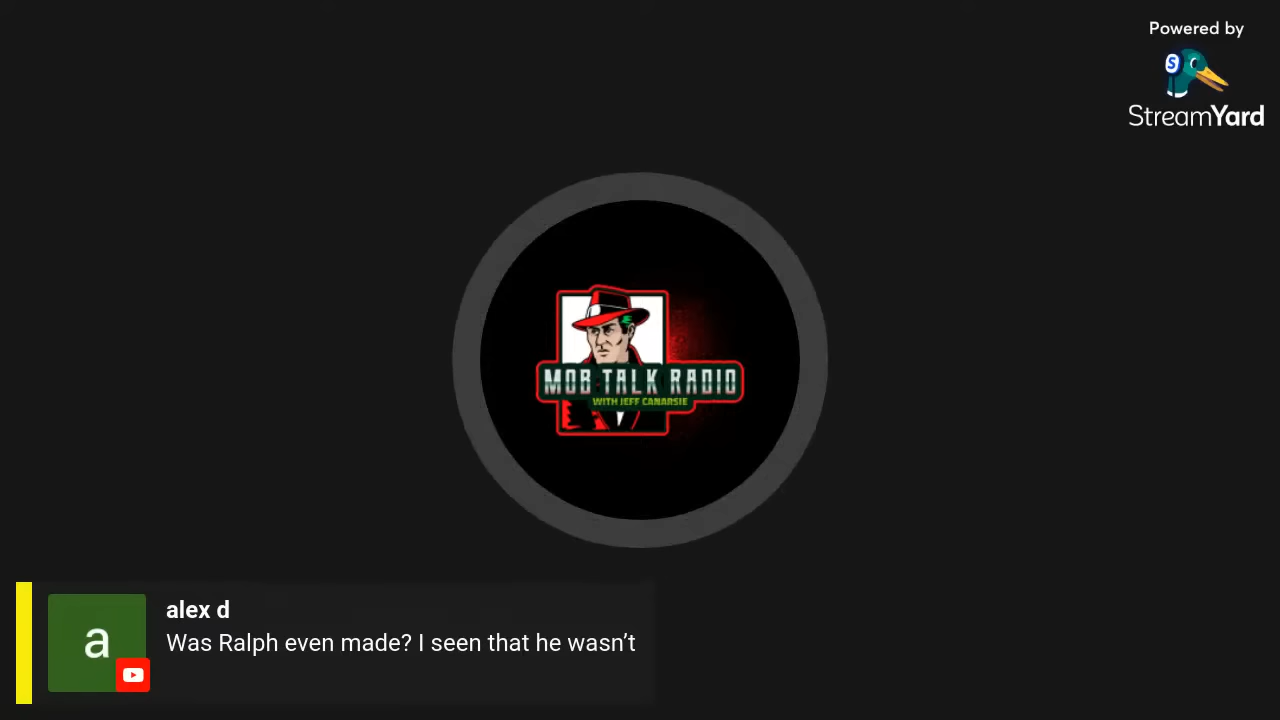 Powered by
S
StreamYard
MOB TALK RADIO
WITH JEFF CANARSIE
a
alex d
Was Ralph even made? I seen that he wasn’t